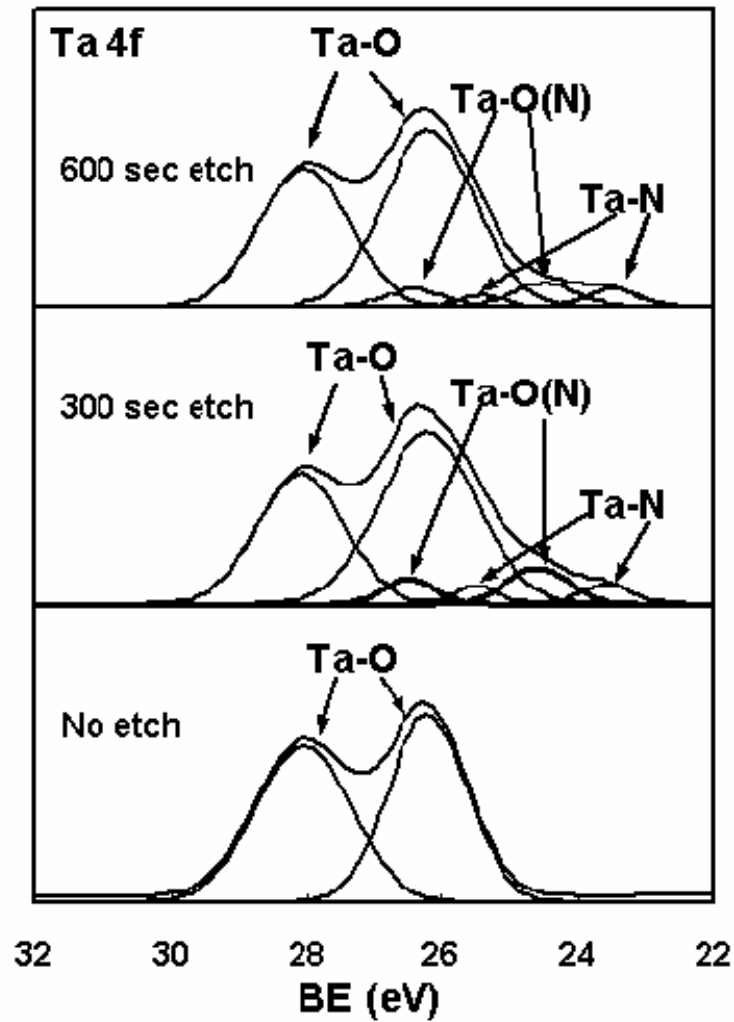 Ta 4f
Ta-O
Ta-O(N)
600 sec etch
Ta-N
Ta-O
Ta-O(N)
300 sec etch
Ta-N
Ta-O
No etch
32 30 28 26 24 22
BE (eV)